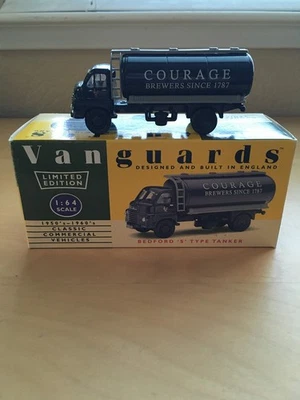 COURAGE
BREWERS SINCE 1787
Vanguards
DESIGNED AND BUILT IN ENGLAND
LIMITED
EDITION
1:64
SCALE
1950's-1960's
CLASSIC
COMMERCIAL
VEHICLES
COURAGE
BREWERS SINCE 1787
BEDFORD 'S' TYPE TANKER